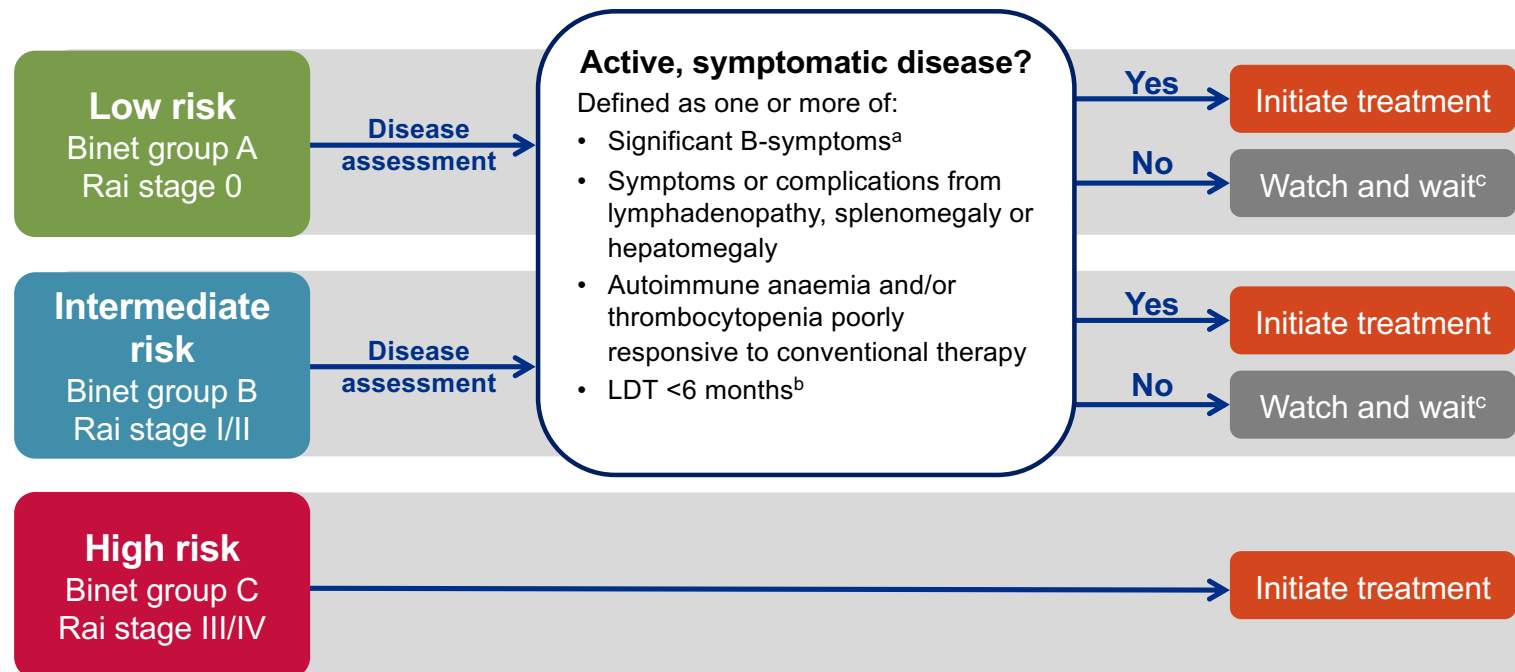 Low risk
Binet group A
Rai stage 0
Disease
assessment
Intermediate
risk
Binet group B
Rai stage I/II
Disease
assessment
High risk
Binet group C
Rai stage III/IV
Active, symptomatic disease?
Defined as one or more of:
• Significant B-symptomsᵃ
• Symptoms or complications from
lymphadenopathy, splenomegaly or
hepatomegaly
• Autoimmune anaemia and/or
thrombocytopenia poorly
responsive to conventional therapy
• LDT <6 monthsᵇ
Yes
Initiate treatment
No
Watch and waitᶜ
Yes
Initiate treatment
No
Watch and waitᶜ
Initiate treatment